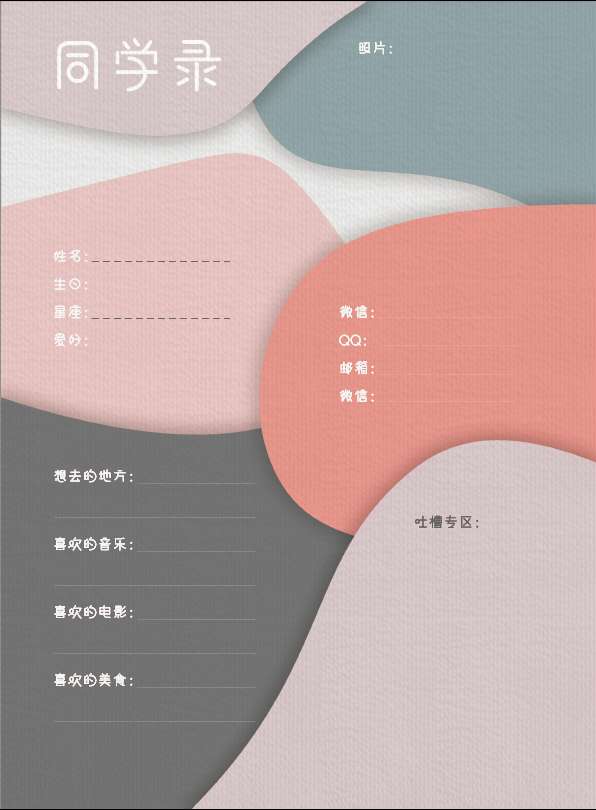 同学录
照片:
姓名:
生日:
星座:
爱好:
微信:
QQ:
邮箱:
微信:
想去的地方:
喜欢的音乐:
喜欢的电影:
喜欢的美食:
吐槽专区: